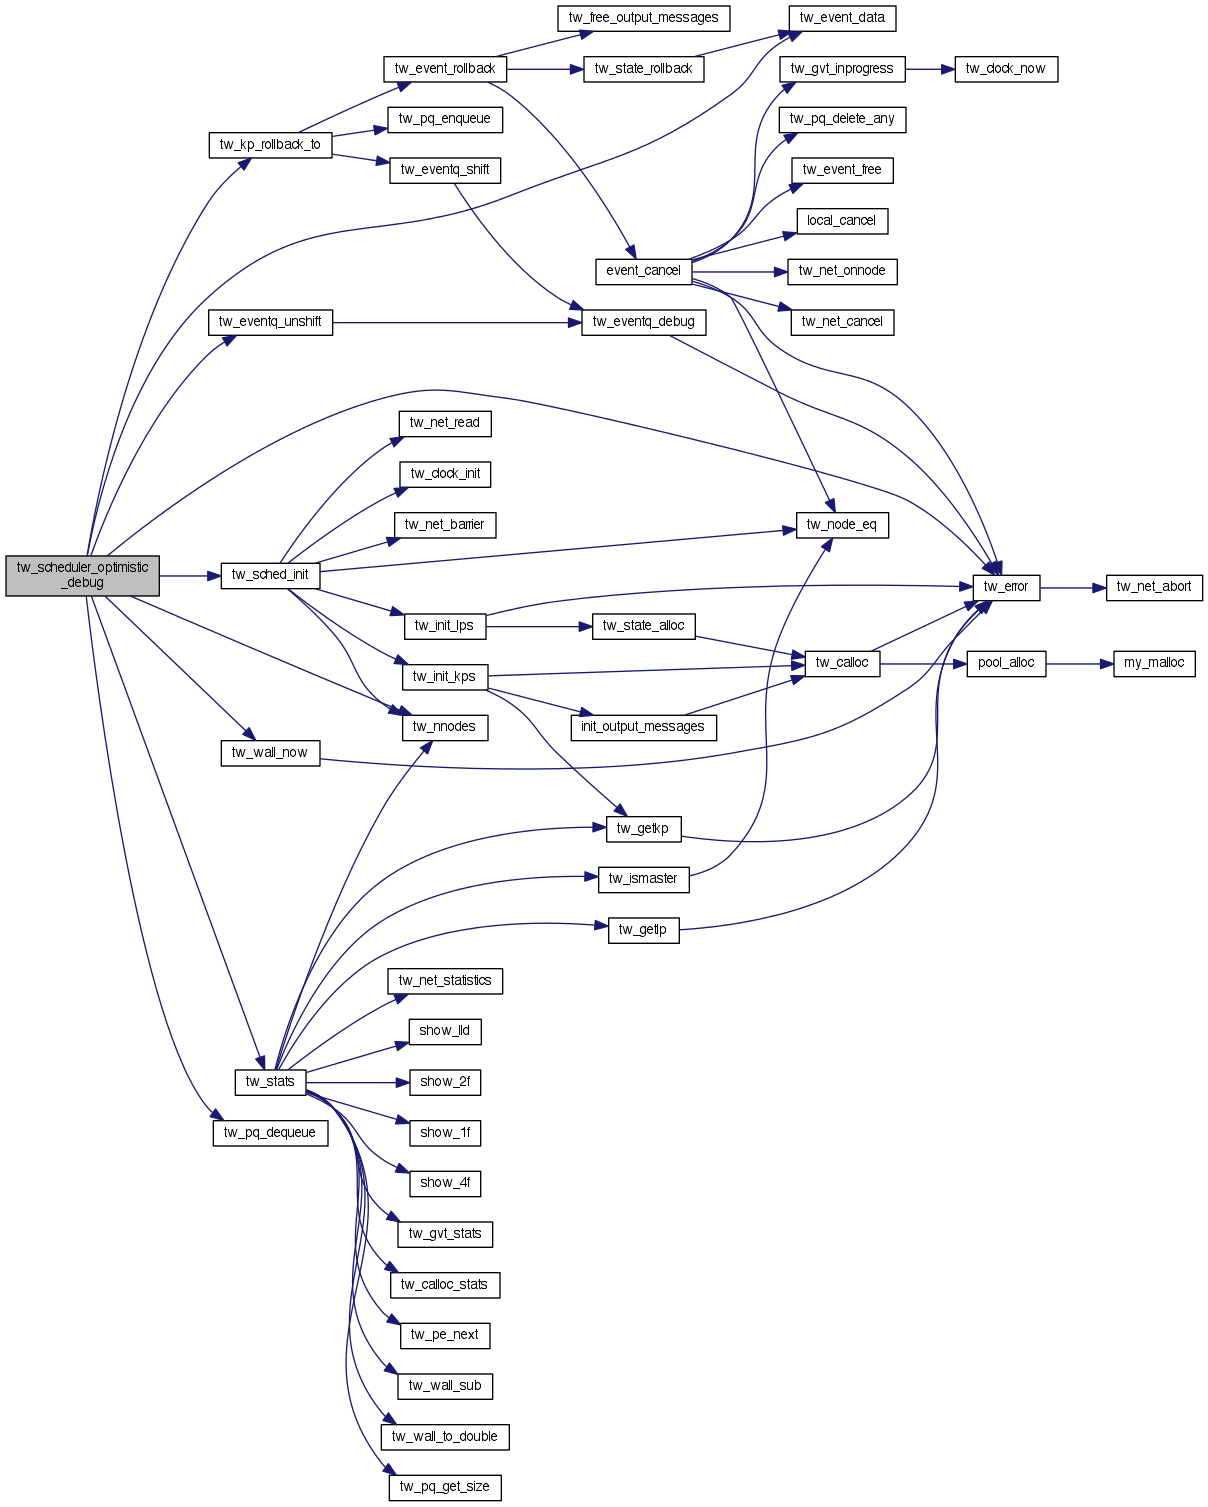 tw_free_output_messages
tw_event_data
tw_event_rollback
tw_state_rollback
tw_gvt_inprogress
tw_clock_now
tw_pq_enqueue
tw_pq_delete_any
tw_kp_rollback_to
tw_eventq_shift
tw_event_free
local_cancel
event_cancel
tw_net_onnode
tw_eventq_unshift
tw_eventq_debug
tw_net_cancel
tw_net_read
tw_clock_init
tw_net_barrier
tw_node_eq
tw_scheduler_optimistic
_debug
tw_sched_init
tw_error
tw_net_abort
tw_init_lps
tw_state_alloc
tw_calloc
pool_alloc
my_malloc
tw_init_kps
init_output_messages
tw_nnodes
tw_wall_now
tw_getkp
tw_ismaster
tw_getlp
tw_net_statistics
show_lld
tw_stats
show_2f
tw_pq_dequeue
show_1f
show_4f
tw_gvt_stats
tw_calloc_stats
tw_pe_next
tw_wall_sub
tw_wall_to_double
tw_pq_get_size